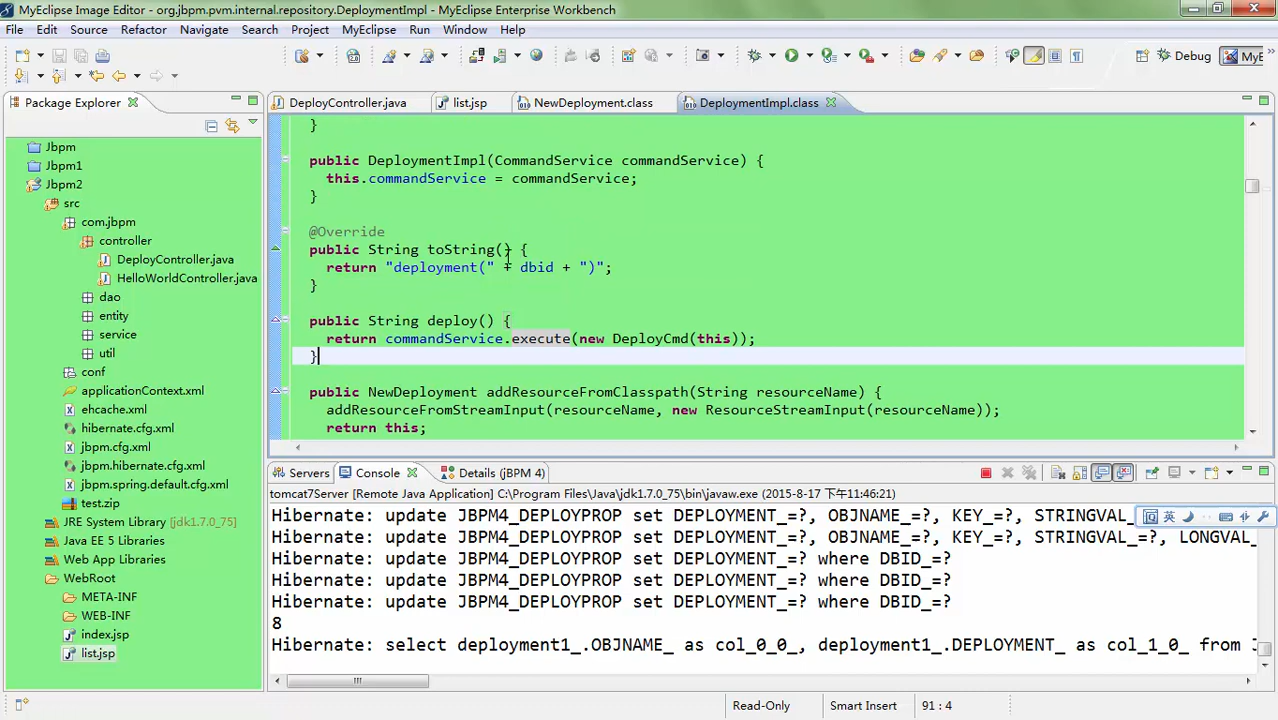 MyEclipse Image Editor - org.jbpm.pvm.internal.repository.DeploymentImpl - MyEclipse Enterprise Workbench
File Edit Source Refactor Navigate Search Project MyEclipse Run Window Help
Debug MyE
Package Explorer
DeployController.java list.jsp NewDeployment.class DeploymentImpl.class
Jbpm
Jbpm1
Jbpm2
src
com.jbpm
controller
DeployController.java
HelloWorldController.java
dao
entity
service
util
conf
applicationContext.xml
ehcache.xml
hibernate.cfg.xml
jbpm.cfg.xml
jbpm.hibernate.cfg.xml
jbpm.spring.default.cfg.xml
test.zip
JRE System Library [jdk1.7.0_75]
Java EE 5 Libraries
Web App Libraries
WebRoot
META-INF
WEB-INF
index.jsp
list.jsp
}
public DeploymentImpl(CommandService commandService) {
this.commandService = commandService;
}
@Override
public String toString() {
return "deployment(" + dbid + ")";
}
public String deploy() {
return commandService.execute(new DeployCmd(this));
}
public NewDeployment addResourceFromClasspath(String resourceName) {
addResourceFromStreamInput(resourceName, new ResourceStreamInput(resourceName));
return this;
Servers Console Details (jBPM 4)
tomcat7Server [Remote Java Application] C:\Program Files\Java\jdk1.7.0_75\bin\javaw.exe (2015-8-17 下午11:46:21)
Hibernate: update JBPM4_DEPLOYPROP set DEPLOYMENT_=?, OBJNAME_=?, KEY_=?, STRINGVAL_
Hibernate: update JBPM4_DEPLOYPROP set DEPLOYMENT_=?, OBJNAME_=?, KEY_=?, STRINGVAL_=?, LONGVAL_
Hibernate: update JBPM4_DEPLOYPROP set DEPLOYMENT_=? where DBID_=?
Hibernate: update JBPM4_DEPLOYPROP set DEPLOYMENT_=? where DBID_=?
Hibernate: update JBPM4_DEPLOYPROP set DEPLOYMENT_=? where DBID_=?
8
Hibernate: select deployment1_.OBJNAME_ as col_0_0_, deployment1_.DEPLOYMENT_ as col_1_0_ from J
英
Read-Only Smart Insert 91 : 4